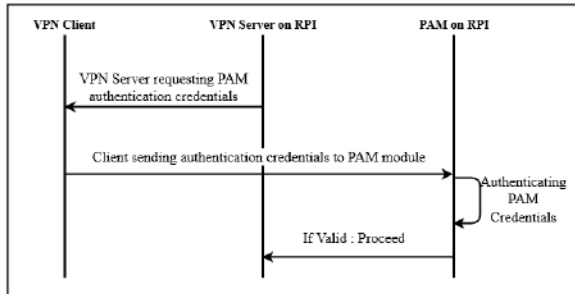 VPN Client
VPN Server on RPI
PAM on RPI
VPN Server requesting PAM
authentication credentials
Client sending authentication credentials to PAM module
Authenticating
PAM
Credentials
If Valid : Proceed